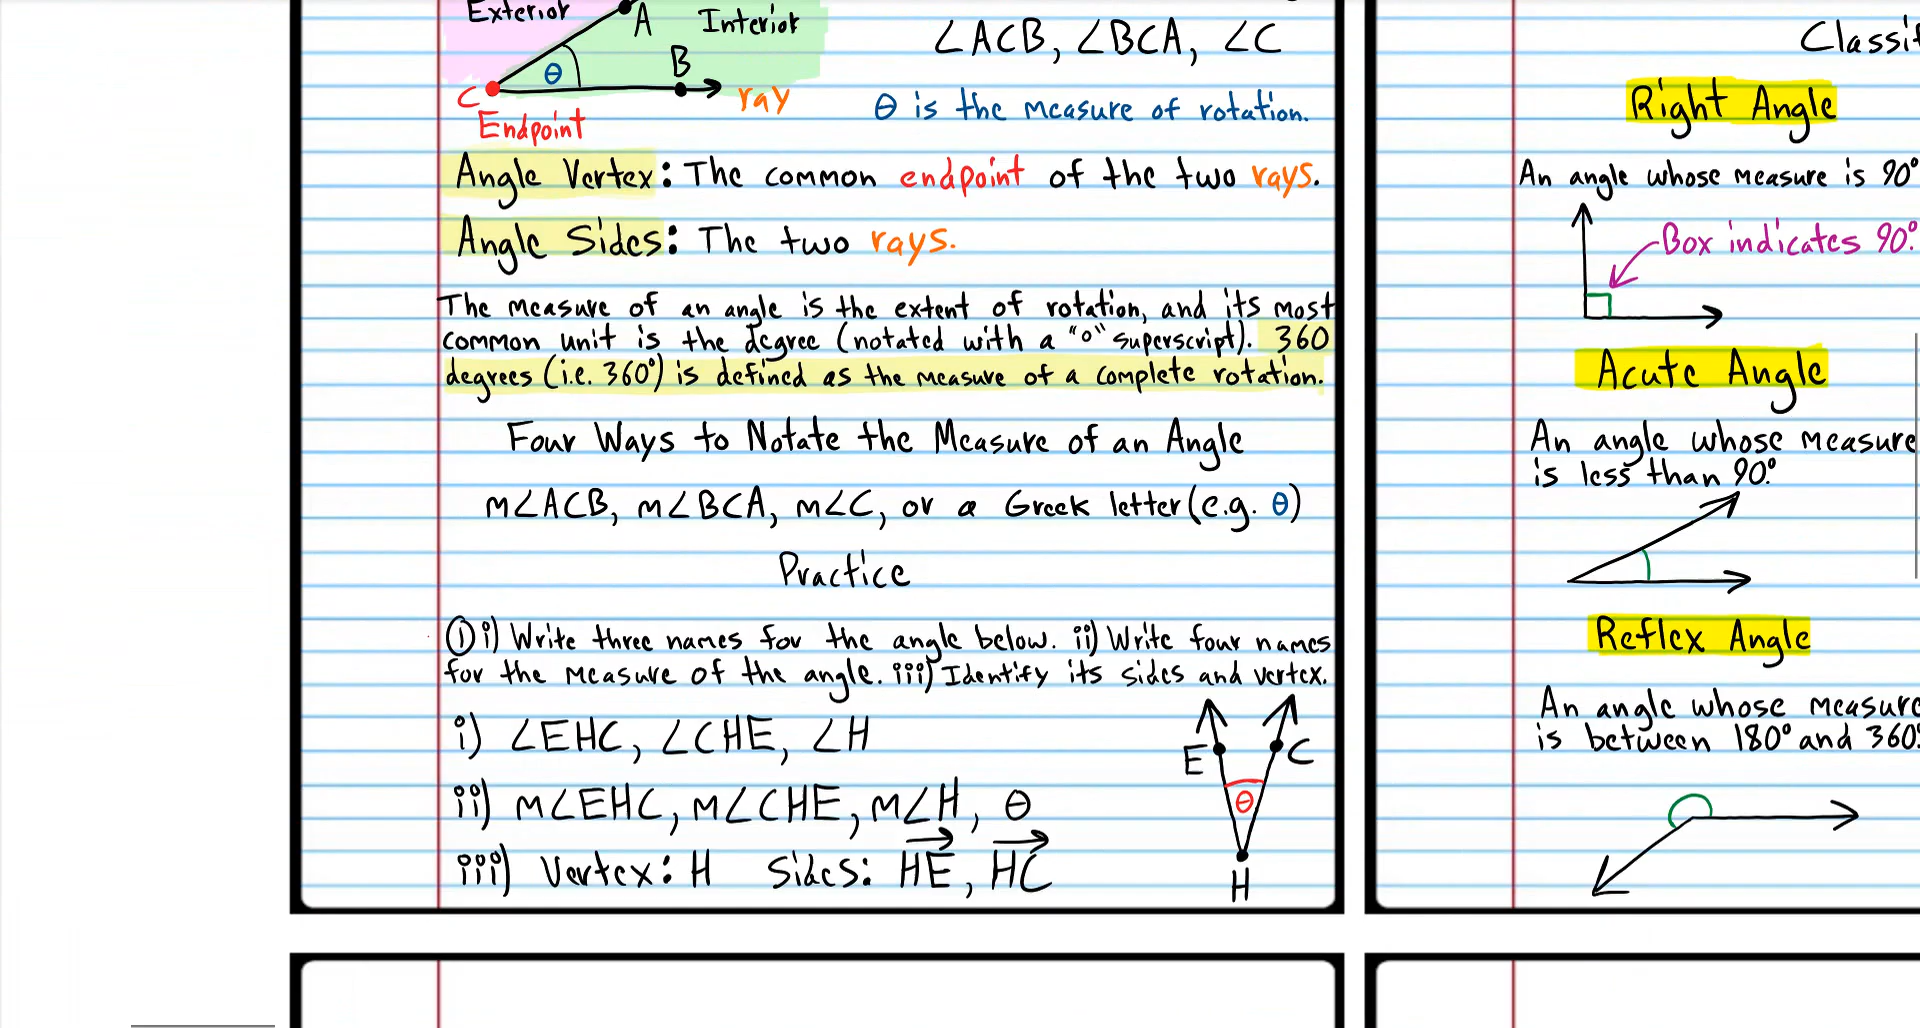 Exterior
A
Interior
θ
B
C
ray
Endpoint
∠ACB, ∠BCA, ∠C
θ is the measure of rotation.
Angle Vertex: The common endpoint of the two rays.
Angle Sides: The two rays.
The measure of an angle is the extent of rotation, and its most
common unit is the degree (notated with a "o" superscript). 360
degrees (i.e. 360°) is defined as the measure of a complete rotation.
Four Ways to Notate the Measure of an Angle
m∠ACB, m∠BCA, m∠C, or a Greek letter (e.g. θ)
Practice
① i) Write three names for the angle below. ii) Write four names
for the measure of the angle. iii) Identify its sides and vertex.
i) ∠EHC, ∠CHE, ∠H
ii) m∠EHC, m∠CHE, m∠H, θ
iii) Vertex: H Sides: \overrightarrow{HE}, \overrightarrow{HC}
E
C
θ
H
Right Angle
An angle whose measure is 90°
Box indicates 90°.
Acute Angle
An angle whose measure
is less than 90°.
Reflex Angle
An angle whose measure
is between 180° and 360°.